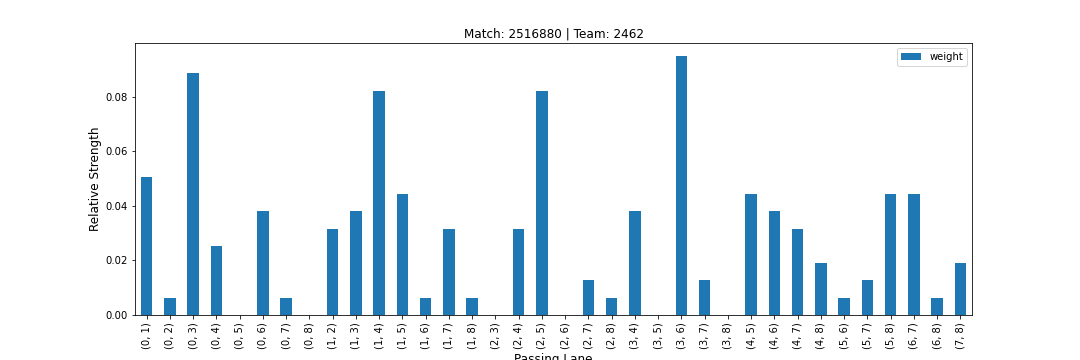 Match: 2516880 | Team: 2462
weight
Relative Strength
0.08
0.06
0.04
0.02
0.00
(0, 1) (0, 2) (0, 3) (0, 4) (0, 5) (0, 6) (0, 7) (0, 8) (1, 2) (1, 3) (1, 4) (1, 5) (1, 6) (1, 7) (1, 8) (2, 3) (2, 4) (2, 5) (2, 6) (2, 7) (2, 8) (3, 4) (3, 5) (3, 6) (3, 7) (3, 8) (4, 5) (4, 6) (4, 7) (4, 8) (5, 6) (5, 7) (5, 8) (6, 7) (6, 8) (7, 8)
Passing Lane